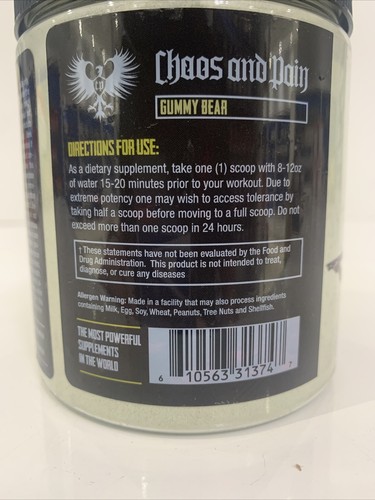 Chaos and Pain
GUMMY BEAR
DIRECTIONS FOR USE:
As a dietary supplement, take one (1) scoop with 8-12oz
of water 15-20 minutes prior to your workout. Due to
extreme potency one may wish to access tolerance by
taking half a scoop before moving to a full scoop. Do not
exceed more than one scoop in 24 hours.
† These statements have not been evaluated by the Food and
Drug Administration. This product is not intended to treat,
diagnose, or cure any diseases
Allergen Warning: Made in a facility that may also process ingredients
containing Milk, Egg, Soy, Wheat, Peanuts, Tree Nuts and Shellfish.
THE MOST POWERFUL
SUPPLEMENTS
IN THE WORLD
6 10563 31374 7